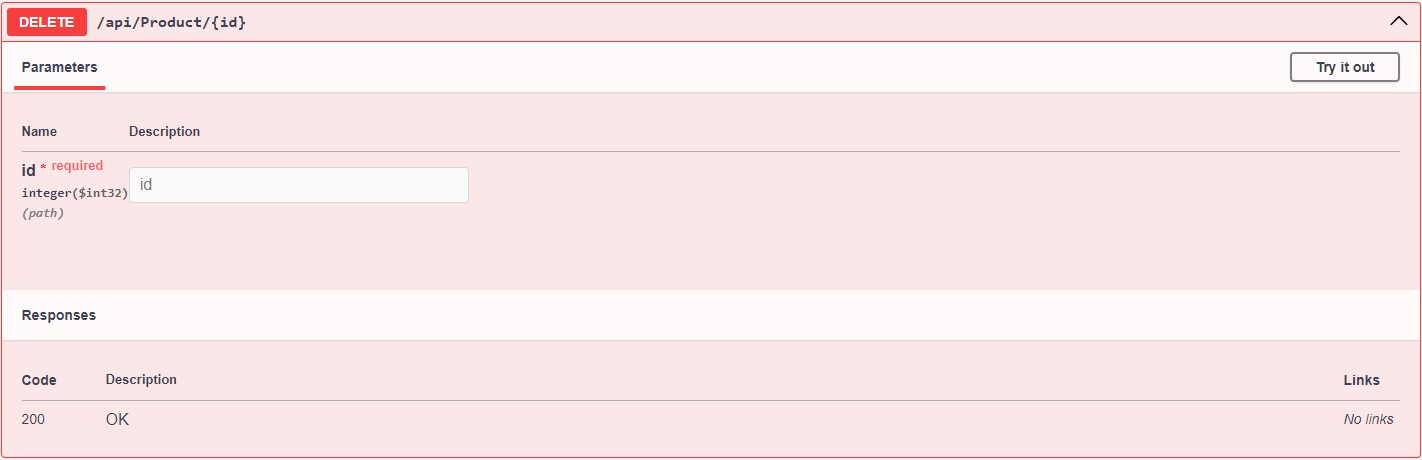 DELETE /api/Product/{id}
Parameters Try it out
Name Description
id * required
integer($int32) id
(path)
Responses
Code Description Links
200 OK No links